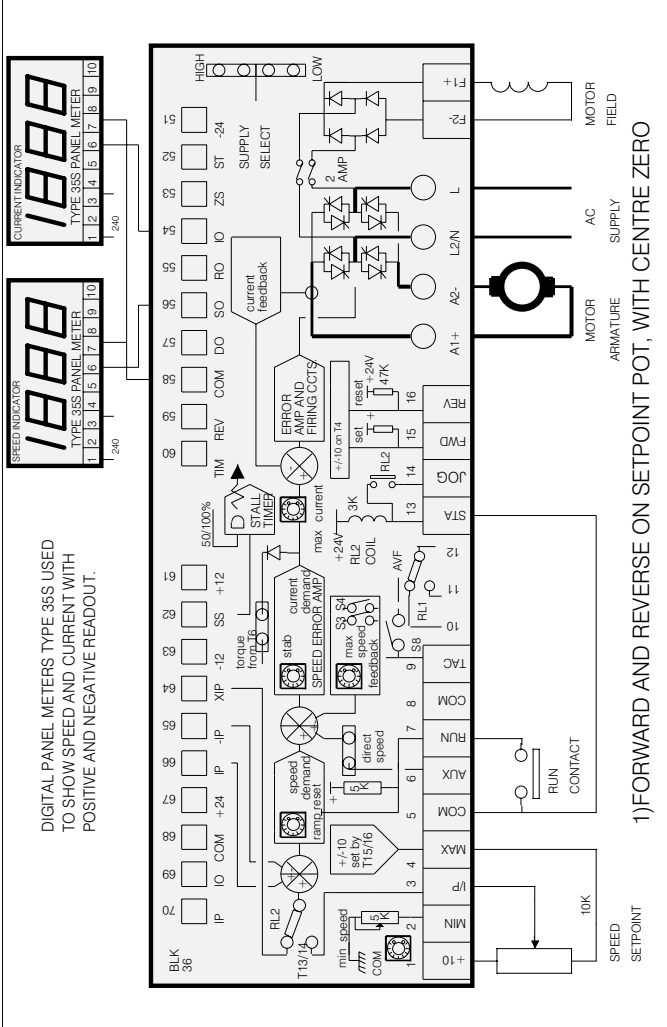 DIGITAL PANEL METERS TYPE 35S USED
TO SHOW SPEED AND CURRENT WITH
POSITIVE AND NEGATIVE READOUT.
SPEED INDICATOR
1888
TYPE 35S PANEL METER
1 2 3 4 5 6 7 8 9 10
240
CURRENT INDICATOR
1888
TYPE 35S PANEL METER
1 2 3 4 5 6 7 8 9 10
240
BLK
36
70 69 68 67 66 65 64 63 62 61 60 59 58 57 56 55 54 53 52 51
IP IO COM +24 IP -IP XIP -12 SS +12 TIM REV COM DO SO RO IO ZS ST -24
HIGH
LOW
SUPPLY
SELECT
50/100%
STALL
TIMER
torque
from T6
RL2
T13/14
speed
demand
ramp reset
stab
current
demand
SPEED ERROR AMP
max current
ERROR
AMP AND
FIRING CCTS.
current
feedback
2
AMP
min speed
COM
5
K
+/-10
set by
T15/16
+
5
K
direct
speed
max
speed
feedback
S3 S4
S8
AVF
RL1
+24V
3K
RL2
COIL
RL2
+/-10 on T4
set +
reset
+24V
47K
1 2 3 4 5 6 7 8 9 10 11 12 13 14 15 16
+10 MIN I/P MAX COM AUX RUN COM TAC STA JOG FWD REV A1+ A2- L2/N L F2- F1+
10K
SPEED
SETPOINT
RUN
CONTACT
MOTOR
ARMATURE
AC
SUPPLY
MOTOR
FIELD
1)FORWARD AND REVERSE ON SETPOINT POT, WITH CENTRE ZERO